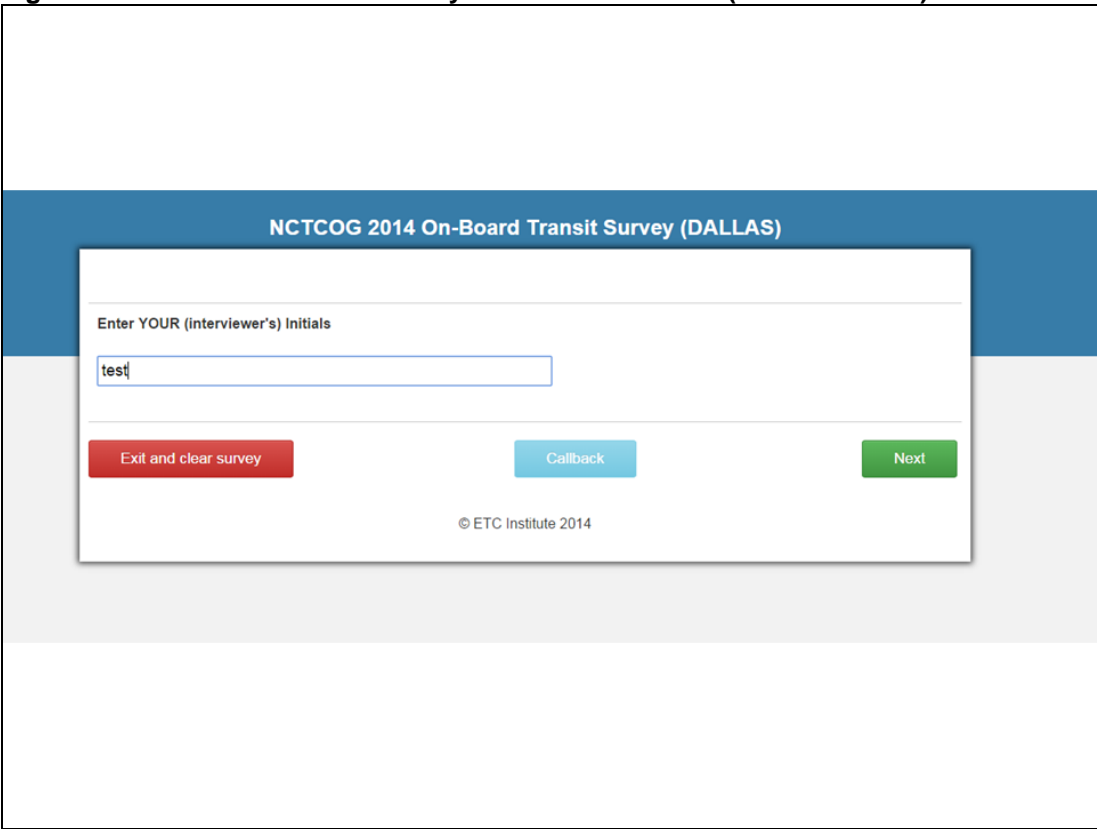 NCTCOG 2014 On-Board Transit Survey (DALLAS)
Enter YOUR (interviewer's) Initials
test
Exit and clear survey
Callback
Next
© ETC Institute 2014